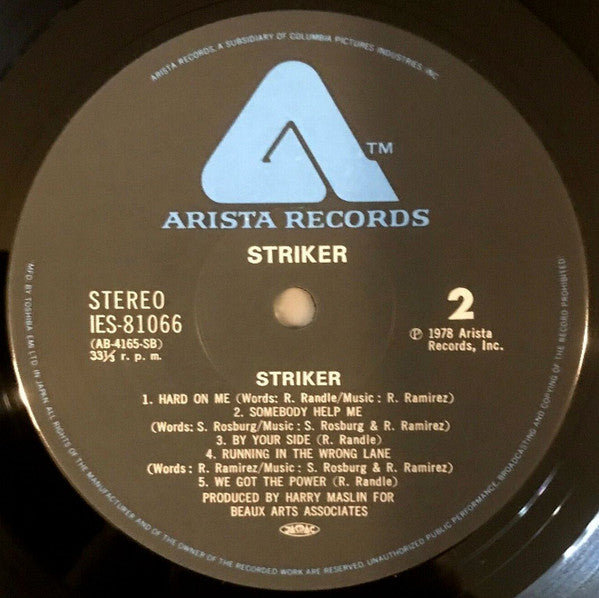 ARISTA RECORDS, A SUBSIDIARY OF COLUMBIA PICTURES INDUSTRIES, INC.
TM
ARISTA RECORDS
STRIKER
STEREO
IES-81066
(AB-4165-SB)
33⅓ r. p. m.
2
Ⓟ 1978 Arista
Records, Inc.
STRIKER
1. HARD ON ME (Words: R. Randle/Music : R. Ramirez)
2. SOMEBODY HELP ME
(Words: S. Rosburg/Music : S. Rosburg & R. Ramirez)
3. BY YOUR SIDE (R. Randle)
4. RUNNING IN THE WRONG LANE
(Words : R. Ramirez/Music : S. Rosburg & R. Ramirez)
5. WE GOT THE POWER (R. Randle)
PRODUCED BY HARRY MASLIN FOR
BEAUX ARTS ASSOCIATES
JASRAC
MFD. BY TOSHIBA EMI LTD. IN JAPAN ALL RIGHTS OF THE MANUFACTURER AND OF THE OWNER OF THE RECORDED WORK ARE RESERVED. UNAUTHORIZED PUBLIC PERFORMANCE, BROADCASTING AND COPYING OF THE RECORD PROHIBITED